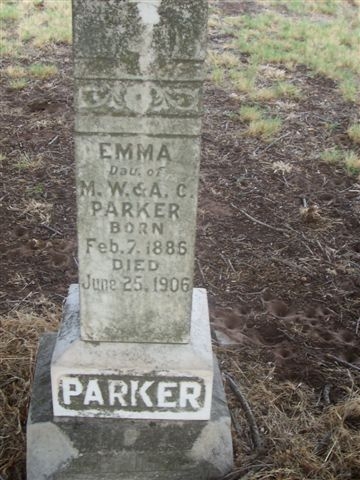 EMMA
Dau. of
M. W. & A. C.
PARKER
BORN
Feb. 7. 1886
DIED
June 25, 1906
PARKER